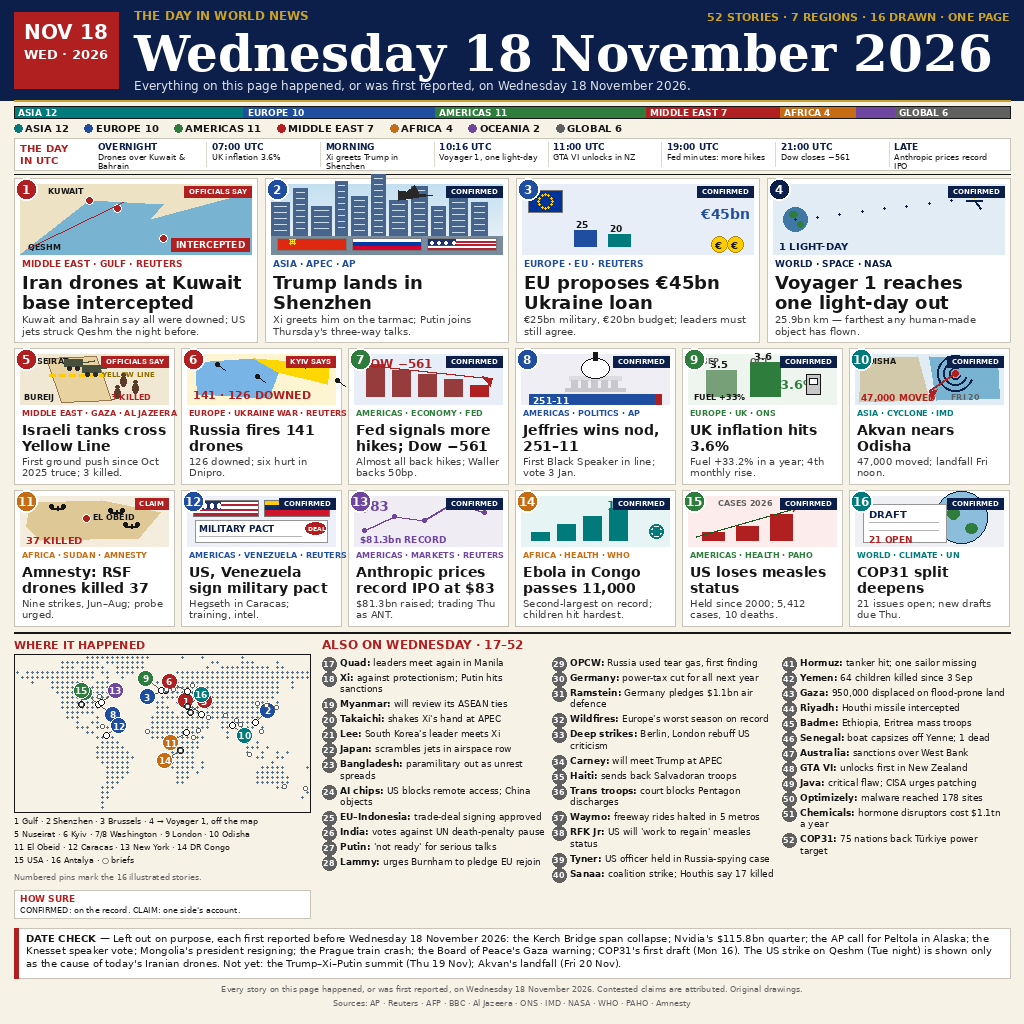 NOV 18
WED · 2026
THE DAY IN WORLD NEWS
52 STORIES · 7 REGIONS · 16 DRAWN · ONE PAGE
Wednesday 18 November 2026
Everything on this page happened, or was first reported, on Wednesday 18 November 2026.
ASIA 12
EUROPE 10
AMERICAS 11
MIDDLE EAST 7
AFRICA 4
GLOBAL 6
ASIA 12
EUROPE 10
AMERICAS 11
MIDDLE EAST 7
AFRICA 4
OCEANIA 2
GLOBAL 6
THE DAY
IN UTC
OVERNIGHT
Drones over Kuwait &
Bahrain
07:00 UTC
UK inflation 3.6%
MORNING
Xi greets Trump in
Shenzhen
10:16 UTC
Voyager 1, one light-day
11:00 UTC
GTA VI unlocks in NZ
19:00 UTC
Fed minutes: more hikes
21:00 UTC
Dow closes −561
LATE
Anthropic prices record
IPO
1
KUWAIT
OFFICIALS SAY
QESHM
INTERCEPTED
MIDDLE EAST · GULF · REUTERS
Iran drones at Kuwait
base intercepted
Kuwait and Bahrain say all were downed; US
jets struck Qeshm the night before.
2
CONFIRMED
ASIA · APEC · AP
Trump lands in
Shenzhen
Xi greets him on the tarmac; Putin joins
Thursday's three-way talks.
3
CONFIRMED
€45bn
25
20
€ €
EUROPE · EU · REUTERS
EU proposes €45bn
Ukraine loan
€25bn military, €20bn budget; leaders must
still agree.
4
CONFIRMED
1 LIGHT-DAY
WORLD · SPACE · NASA
Voyager 1 reaches
one light-day out
25.9bn km — farthest any human-made
object has flown.
5
OFFICIALS SAY
YELLOW LINE
BUREIJ
3 KILLED
MIDDLE EAST · GAZA · AL JAZEERA
Israeli tanks cross
Yellow Line
First ground push since Oct
2025 truce; 3 killed.
6
KYIV SAYS
141 · 126 DOWNED
EUROPE · UKRAINE WAR · REUTERS
Russia fires 141
drones
126 downed; six hurt in
Dnipro.
7
−561
CONFIRMED
AMERICAS · ECONOMY · FED
Fed signals more
hikes; Dow −561
Almost all back hikes; Waller
backs 50bp.
8
CONFIRMED
251-11
AMERICAS · POLITICS · AP
Jeffries wins nod,
251–11
First Black Speaker in line;
vote 3 Jan.
9
3.5
3.6
CONFIRMED
FUEL +33%
EUROPE · UK · ONS
UK inflation hits
3.6%
Fuel +33.2% in a year; 4th
monthly rise.
10
CONFIRMED
47,000 MOVED
FRI 20
ASIA · CYCLONE · IMD
Akvan nears
Odisha
47,000 moved; landfall Fri
noon.
11
CLAIM
EL OBEID
37 KILLED
AFRICA · SUDAN · AMNESTY
Amnesty: RSF
drones killed 37
Nine strikes, Jun–Aug; probe
urged.
12
CONFIRMED
MILITARY PACT
DEAL
AMERICAS · VENEZUELA · REUTERS
US, Venezuela
sign military pact
Hegseth in Caracas;
training, intel.
13
CONFIRMED
$81.3bn RECORD
AMERICAS · MARKETS · REUTERS
Anthropic prices
record IPO at $83
$81.3bn raised; trading Thu
as ANT.
14
CONFIRMED
AFRICA · HEALTH · WHO
Ebola in Congo
passes 11,000
Second-largest on record;
children hit hardest.
15
CASES 2026
CONFIRMED
AMERICAS · HEALTH · PAHO
US loses measles
status
Held since 2000; 5,412
cases, 10 deaths.
16
CONFIRMED
DRAFT
21 OPEN
WORLD · CLIMATE · UN
COP31 split
deepens
21 issues open; new drafts
due Thu.
WHERE IT HAPPENED
15
13
9
6
3
8
12
1
16
2
10
11
14
1 Gulf · 2 Shenzhen · 3 Brussels · 4 → Voyager 1, off the map
5 Nuseirat · 6 Kyiv · 7/8 Washington · 9 London · 10 Odisha
11 El Obeid · 12 Caracas · 13 New York · 14 DR Congo
15 USA · 16 Antalya · ○ briefs
Numbered pins mark the 16 illustrated stories.
HOW SURE
CONFIRMED: on the record. CLAIM: one side's account.
ALSO ON WEDNESDAY · 17–52
17 Quad: leaders meet again in Manila
18 Xi: against protectionism; Putin hits
sanctions
19 Myanmar: will review its ASEAN ties
20 Takaichi: shakes Xi's hand at APEC
21 Lee: South Korea's leader meets Xi
22 Japan: scrambles jets in airspace row
23 Bangladesh: paramilitary out as unrest
spreads
24 AI chips: US blocks remote access; China
objects
25 EU–Indonesia: trade-deal signing approved
26 India: votes against UN death-penalty pause
27 Putin: 'not ready' for serious talks
28 Lammy: urges Burnham to pledge EU rejoin
29 OPCW: Russia used tear gas, first finding
30 Germany: power-tax cut for all next year
31 Ramstein: Germany pledges $1.1bn air
defence
32 Wildfires: Europe's worst season on record
33 Deep strikes: Berlin, London rebuff US
criticism
34 Carney: will meet Trump at APEC
35 Haiti: sends back Salvadoran troops
36 Trans troops: court blocks Pentagon
discharges
37 Waymo: freeway rides halted in 5 metros
38 RFK Jr: US will 'work to regain' measles
status
39 Tyner: US officer held in Russia-spying case
40 Sanaa: coalition strike; Houthis say 17 killed
41 Hormuz: tanker hit; one sailor missing
42 Yemen: 64 children killed since 3 Sep
43 Gaza: 950,000 displaced on flood-prone land
44 Riyadh: Houthi missile intercepted
45 Badme: Ethiopia, Eritrea mass troops
46 Senegal: boat capsizes off Yenne; 1 dead
47 Australia: sanctions over West Bank
48 GTA VI: unlocks first in New Zealand
49 Java: critical flaw; CISA urges patching
50 Optimizely: malware reached 178 sites
51 Chemicals: hormone disruptors cost $1.1tn
a year
52 COP31: 75 nations back Türkiye power
target
DATE CHECK — Left out on purpose, each first reported before Wednesday 18 November 2026: the Kerch Bridge span collapse; Nvidia's $115.8bn quarter; the AP call for Peltola in Alaska; the
Knesset speaker vote; Mongolia's president resigning; the Prague train crash; the Board of Peace's Gaza warning; COP31's first draft (Mon 16). The US strike on Qeshm (Tue night) is shown only
as the cause of today's Iranian drones. Not yet: the Trump–Xi–Putin summit (Thu 19 Nov); Akvan's landfall (Fri 20 Nov).
Every story on this page happened, or was first reported, on Wednesday 18 November 2026. Contested claims are attributed. Original drawings.
Sources: AP · Reuters · AFP · BBC · Al Jazeera · ONS · IMD · NASA · WHO · PAHO · Amnesty